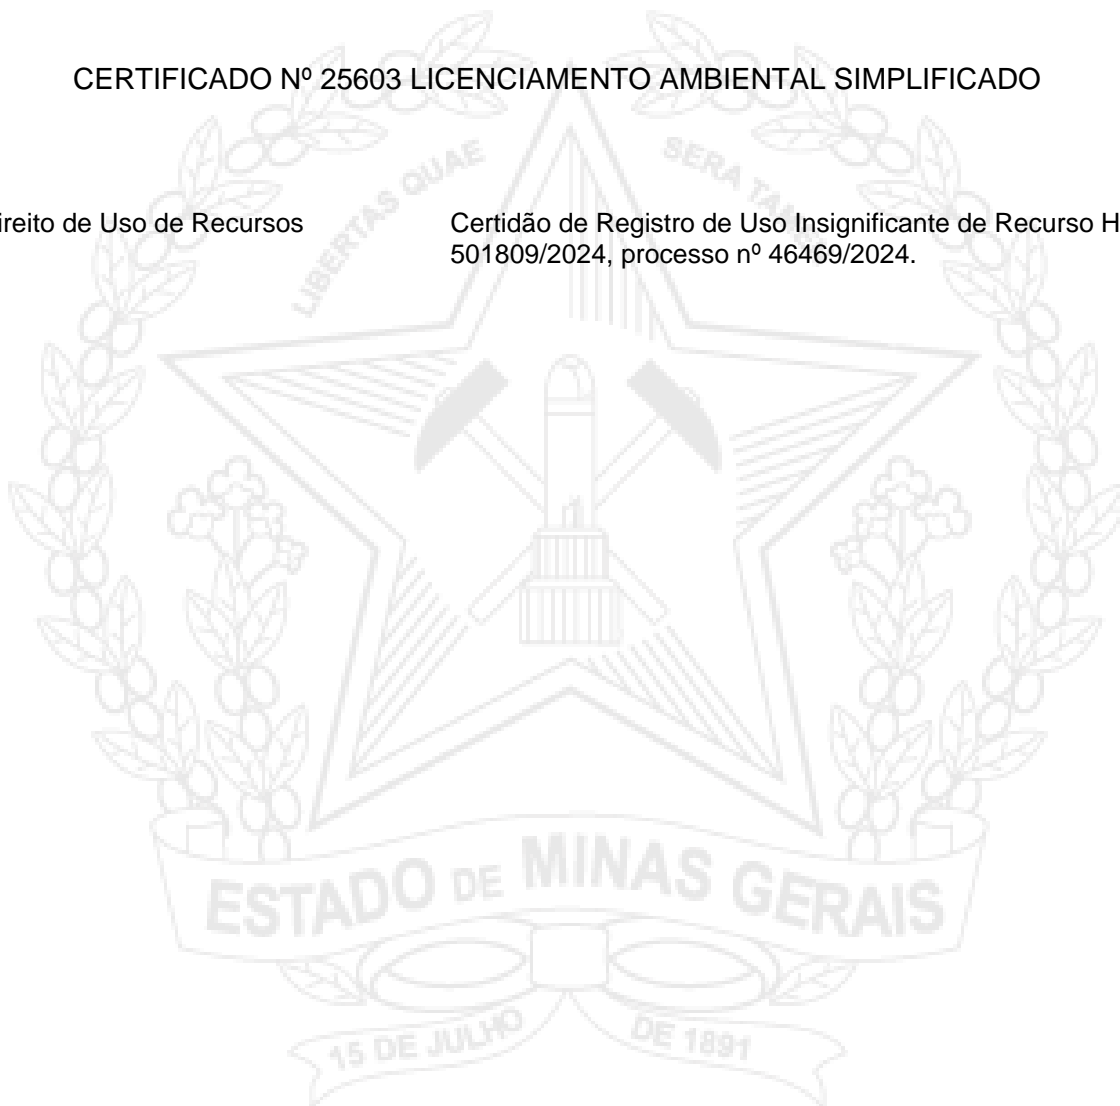 CERTIFICADO Nº 25603 LICENCIAMENTO AMBIENTAL SIMPLIFICADO
LIBERTAS QUAE SERA TAMEN
ireito de Uso de Recursos
Certidão de Registro de Uso Insignificante de Recurso H
501809/2024, processo nº 46469/2024.
ESTADO DE MINAS GERAIS
15 DE JULHO DE 1891